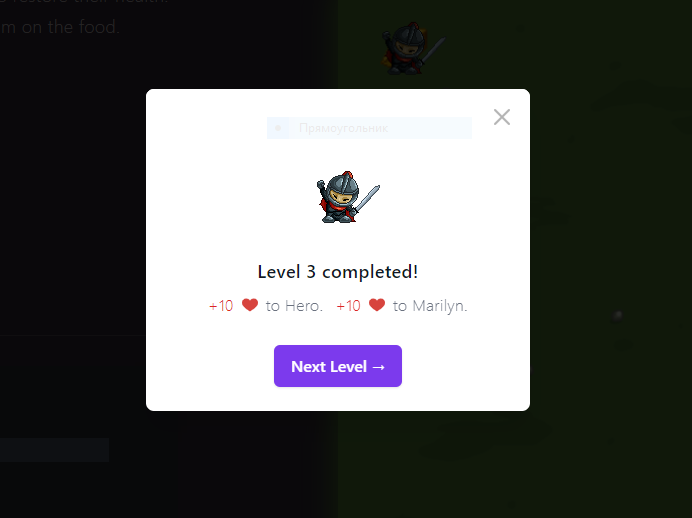 restore their health.
m on the food.
Прямоугольник
Level 3 completed!
+10 ❤ to Hero. +10 ❤ to Marilyn.
Next Level →